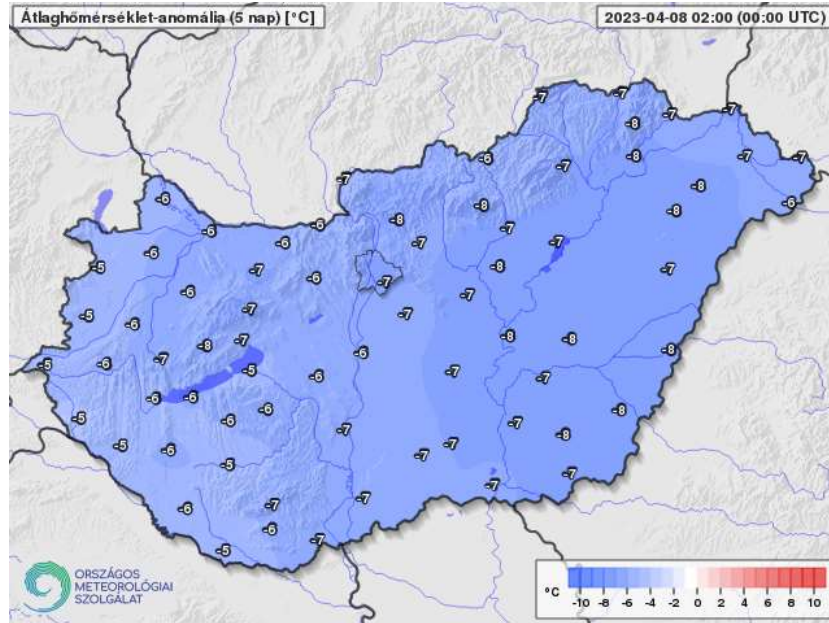 Átlaghőmérséklet-anomália (5 nap) [°C]
2023-04-08 02:00 (00:00 UTC)
-7 -7
-8 -7 -7
-6 -7 -8 -7 -7
-7
-6 -8 -8 -8 -8 -6
-6 -6 -7 -7 -7
-6 -6
-5 -7 -6 -7 -8 -7
-6 -7
-5 -6 -7 -7
-8 -7 -8 -8
-5 -6 -7 -6 -8
-5 -6 -7 -7
-6 -6 -6 -8
-5 -6 -7 -7 -8
-5 -6 -7 -7
-5 -7
-6 -7 -7 -7
-6
-5 -7
ORSZÁGOS
METEOROLÓGIAI
SZOLGÁLAT
°C
-10 -8 -6 -4 -2 0 2 4 6 8 10